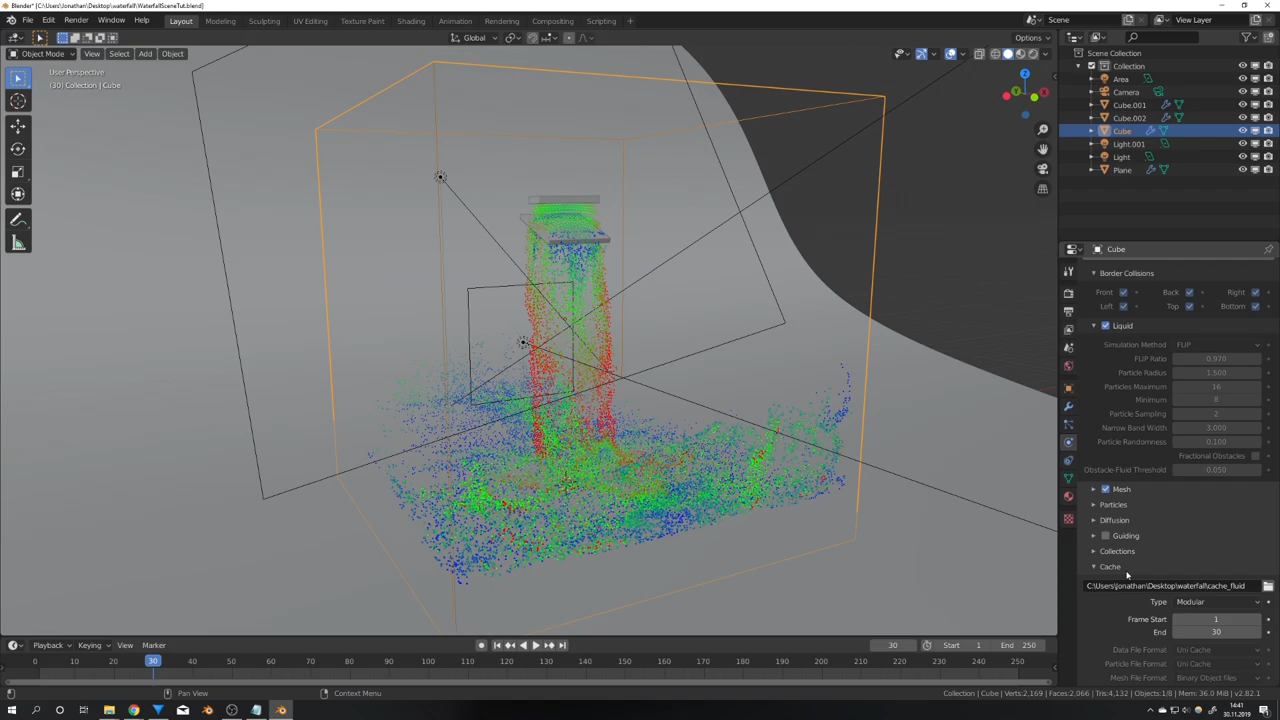 Blender* [C:\Users\Jonathan\Desktop\waterfall\WaterfallSceneTut.blend]
File Edit Render Window Help Layout Modeling Sculpting UV Editing Texture Paint Shading Animation Rendering Compositing Scripting + Scene View Layer
Global Options
Object Mode View Select Add Object
User Perspective
(30) Collection | Cube
X
Y
Z
Scene Collection
Collection
Area
Camera
Cube.001
Cube.002
Cube
Light.001
Light
Plane
Cube
Border Collisions
Front Back Right
Left Top Bottom
Liquid
Simulation Method FLIP
FLIP Ratio 0.970
Particle Radius 1.500
Particles Maximum 16
Minimum 8
Particle Sampling 2
Narrow Band Width 3.000
Particle Randomness 0.100
Fractional Obstacles
Obstacle-Fluid Threshold 0.050
Mesh
Particles
Diffusion
Guiding
Collections
Cache
C:\Users\Jonathan\Desktop\waterfall\cache_fluid
Type Modular
Frame Start 1
End 30
Data File Format Uni Cache
Particle File Format Uni Cache
Mesh File Format Binary Object files
Playback Keying View Marker 30 Start 1 End 250
0 10 20 30 40 50 60 70 80 90 100 110 120 130 140 150 160 170 180 190 200 210 220 230 240 250
Pan View Context Menu Collection | Cube | Verts:2,169 | Faces:2,066 | Tris:4,132 | Objects:1/8 | Mem: 36.0 MiB | v2.82.1
14:41
30.11.2019